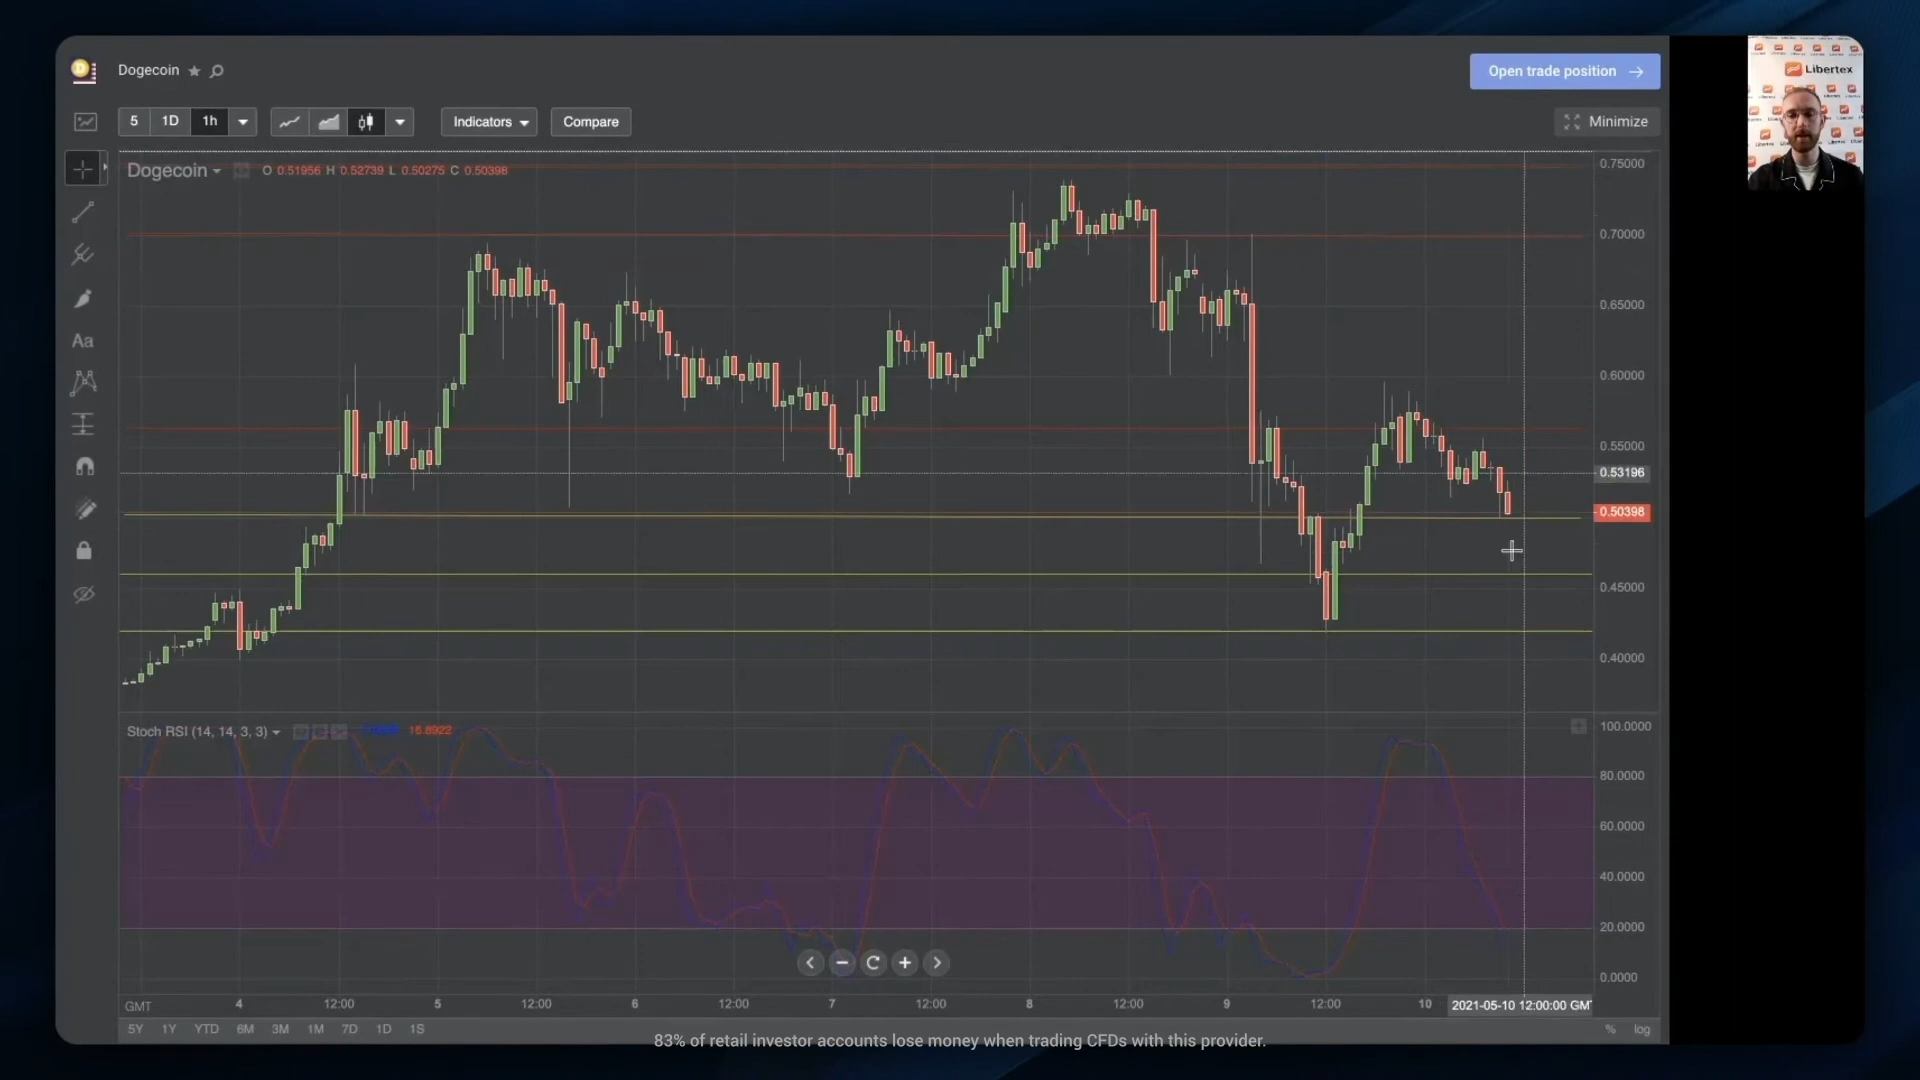 Dogecoin
Open trade position
Libertex
5 1D 1h Indicators Compare
Minimize
Dogecoin O 0.51956 H 0.52739 L 0.50275 C 0.50398
0.75000
0.70000
0.65000
0.60000
0.55000
0.53196
0.50398
0.45000
0.40000
Aa
Stoch RSI (14, 14, 3, 3) 15.8922
100.0000
80.0000
60.0000
40.0000
20.0000
0.0000
GMT 4 12:00 5 12:00 6 12:00 7 12:00 8 12:00 9 12:00 10 2021-05-10 12:00:00 GMT
5Y 1Y YTD 6M 3M 1M 7D 1D 1S % log
83% of retail investor accounts lose money when trading CFDs with this provider.